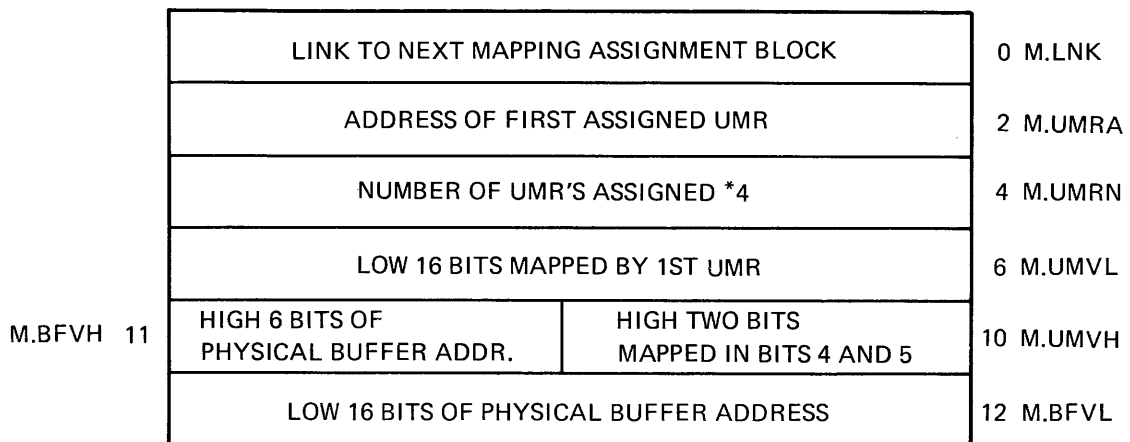 LINK TO NEXT MAPPING ASSIGNMENT BLOCK 0 M.LNK
ADDRESS OF FIRST ASSIGNED UMR 2 M.UMRA
NUMBER OF UMR'S ASSIGNED *4 4 M.UMRN
LOW 16 BITS MAPPED BY 1ST UMR 6 M.UMVL
M.BFVH 11 HIGH 6 BITS OF HIGH TWO BITS 10 M.UMVH
PHYSICAL BUFFER ADDR. MAPPED IN BITS 4 AND 5
LOW 16 BITS OF PHYSICAL BUFFER ADDRESS 12 M.BFVL